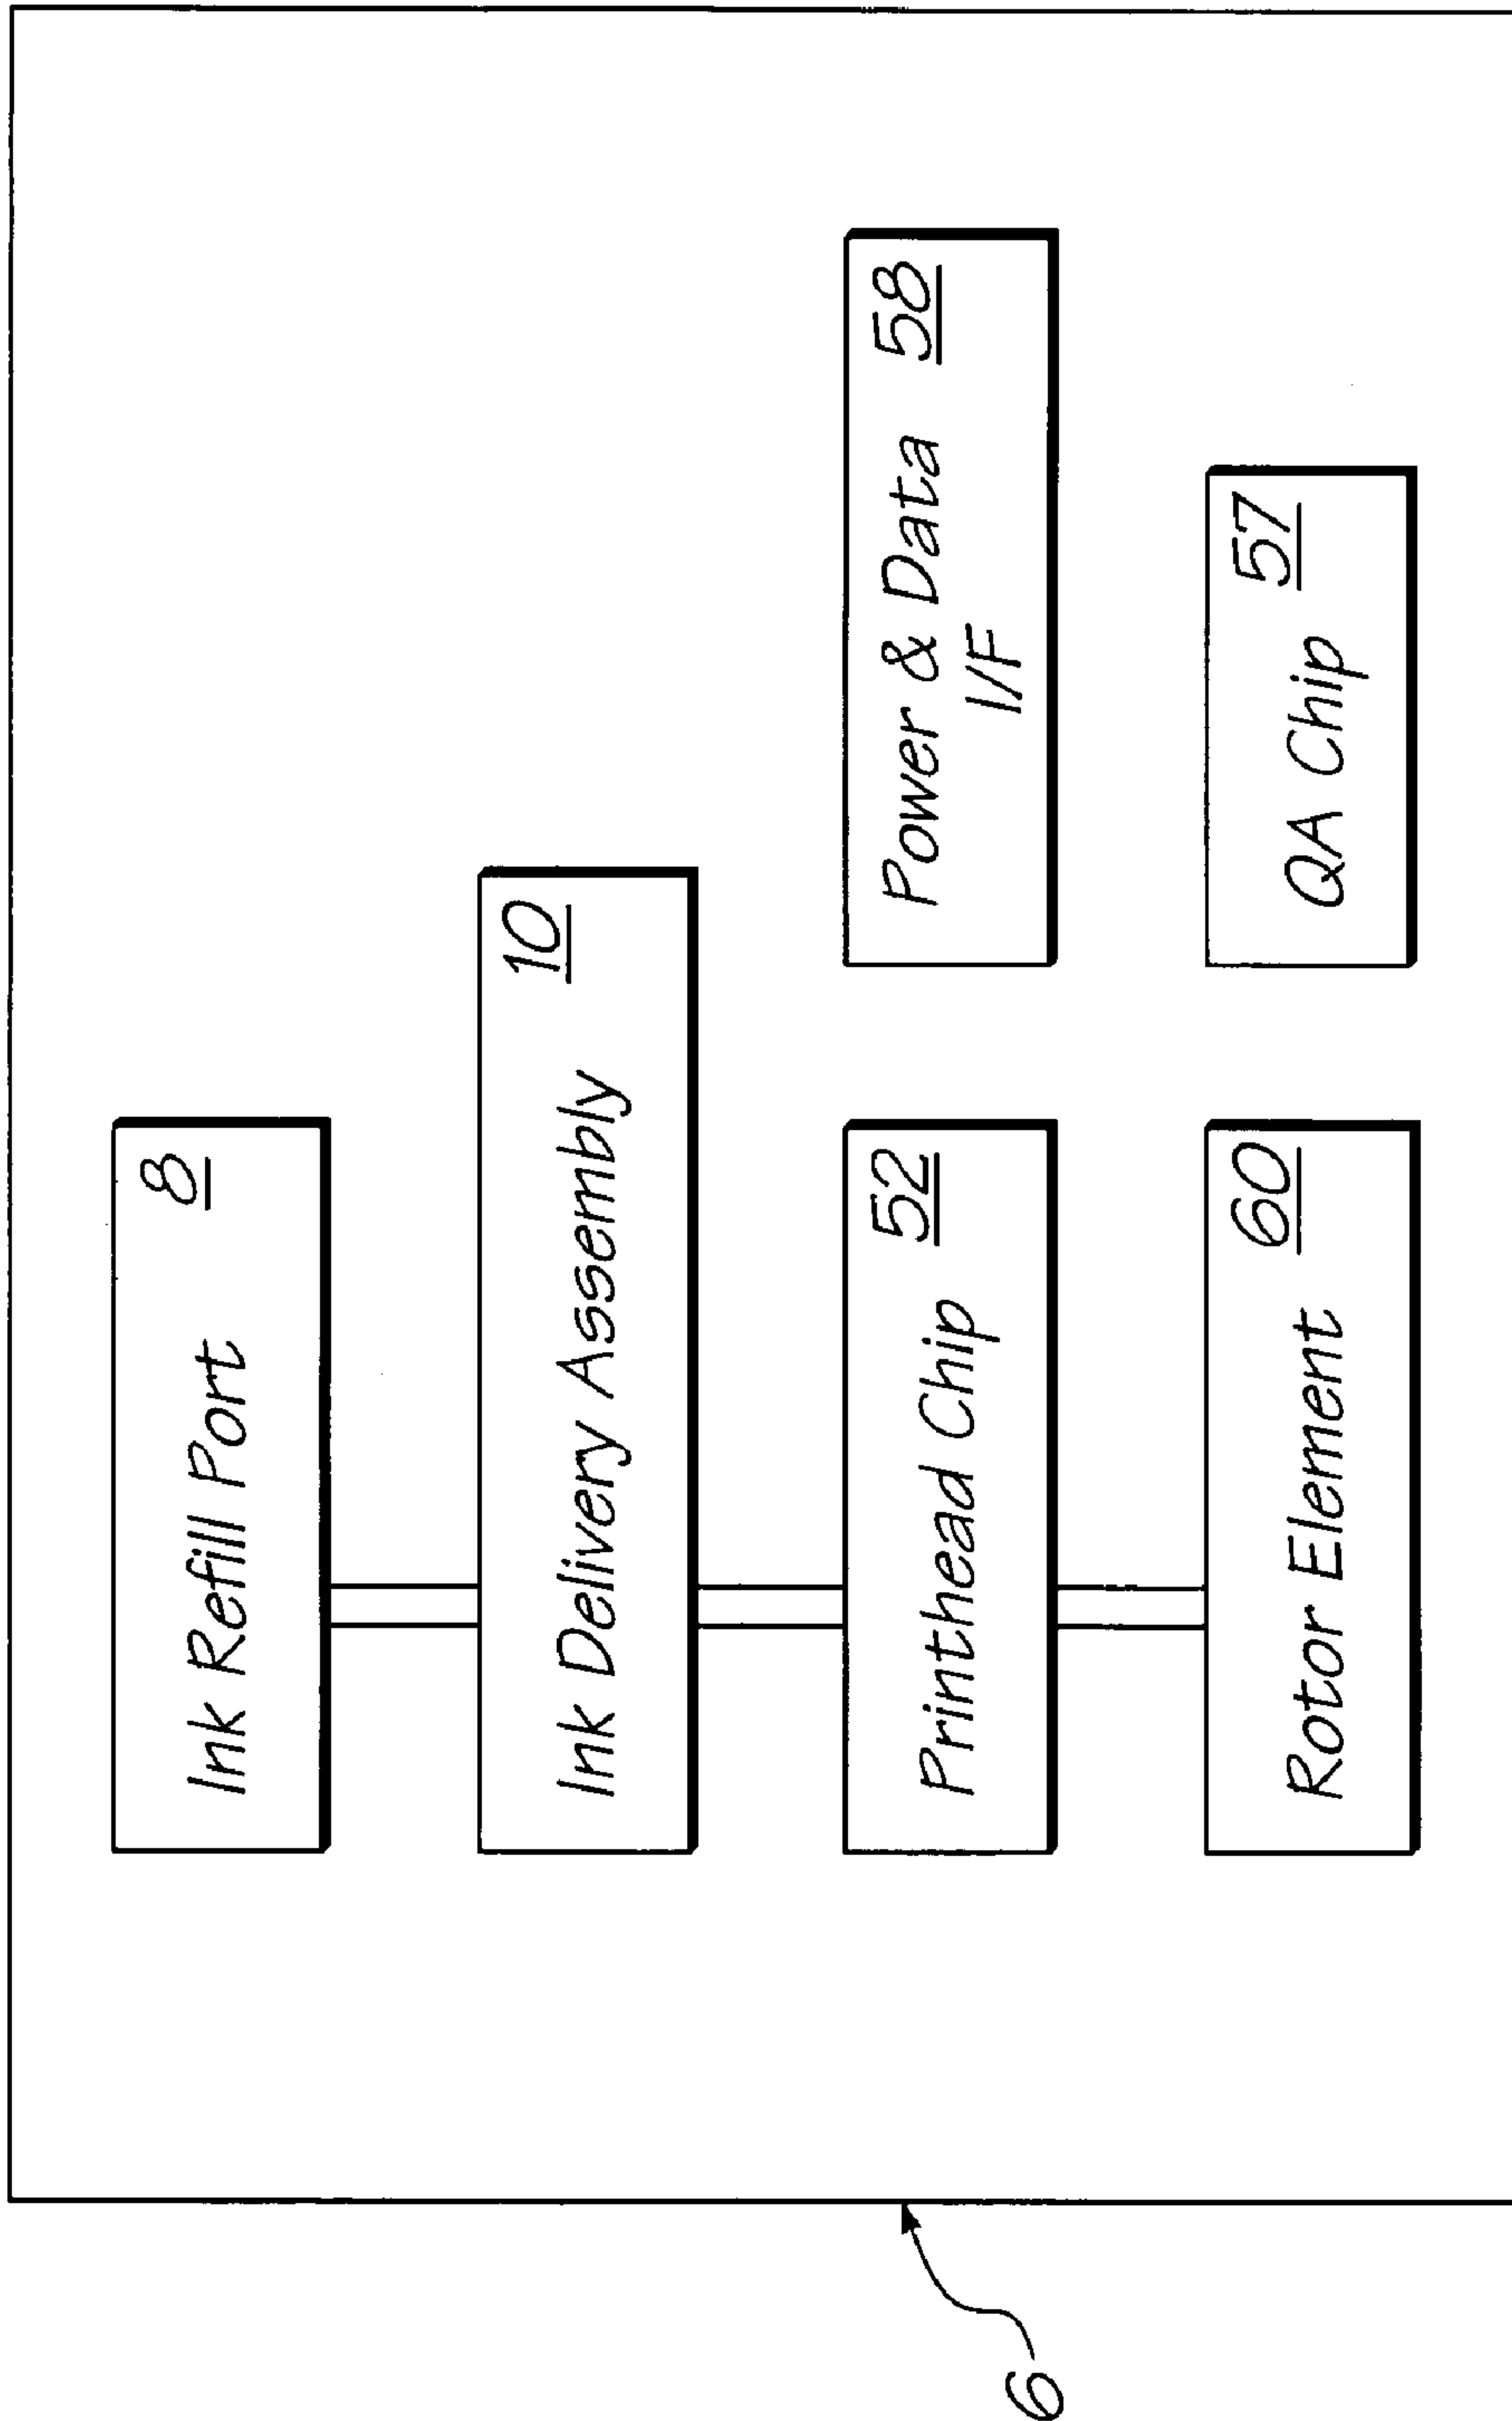 Ink Refill Port 8
Ink Delivery Assembly 10
Printhead Chip 52
Power & Data 58
I/F
Rotor Element 60
QA Chip 57
6